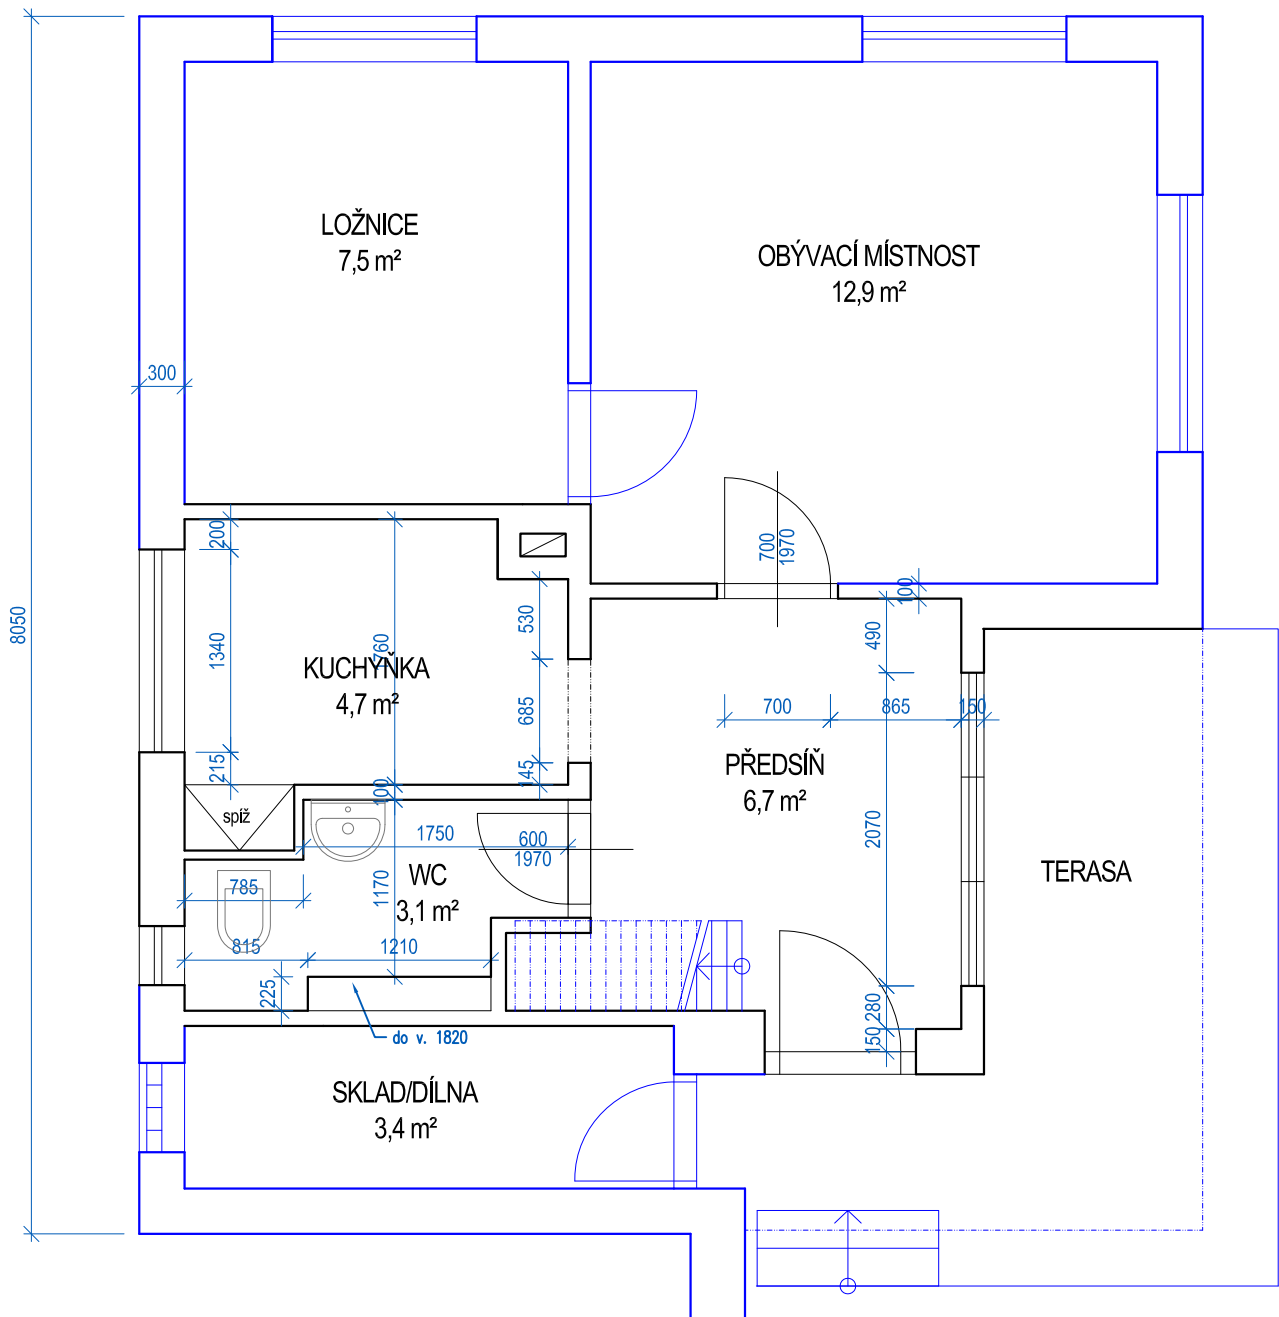 LOŽNICE
7,5 m²
OBÝVACÍ MÍSTNOST
12,9 m²
300
8050
200
1340
215
1760
KUCHYŇKA
4,7 m²
530
685
145
700
1970
100
490
700
865
150
PŘEDSÍŇ
6,7 m²
2070
280
150
TERASA
spíž
100
1750
600
1970
WC
3,1 m²
785
1170
815
1210
225
do v. 1820
SKLAD/DÍLNA
3,4 m²